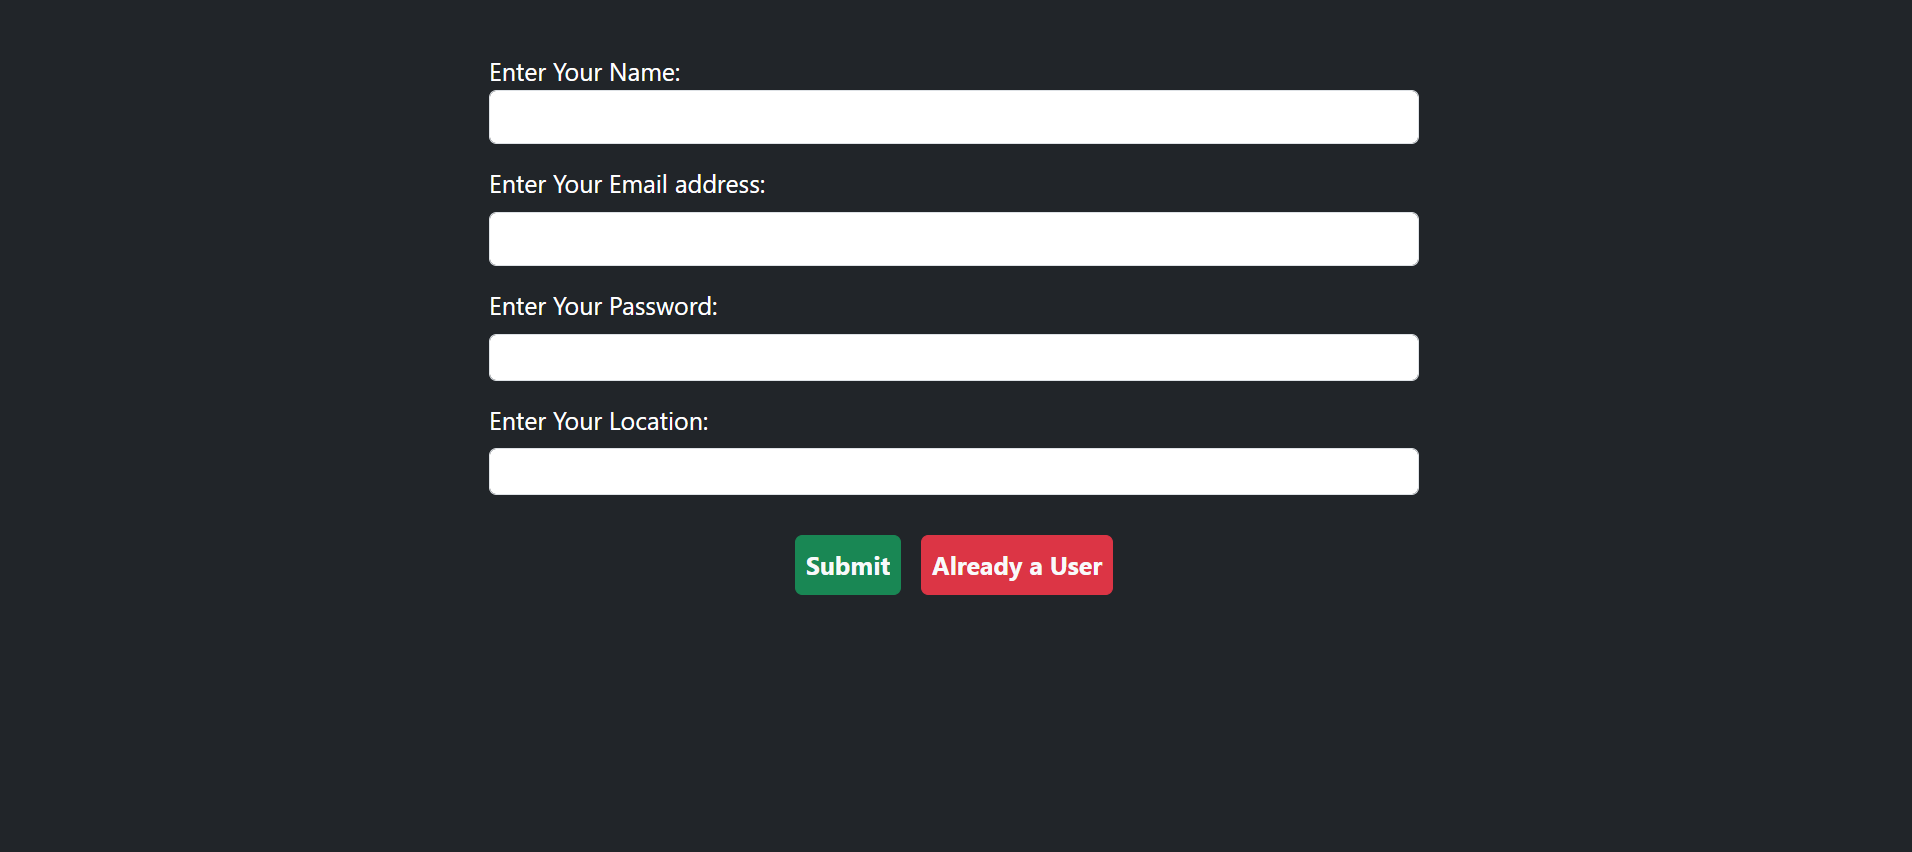 Enter Your Name:
Enter Your Email address:
Enter Your Password:
Enter Your Location:
Submit
Already a User